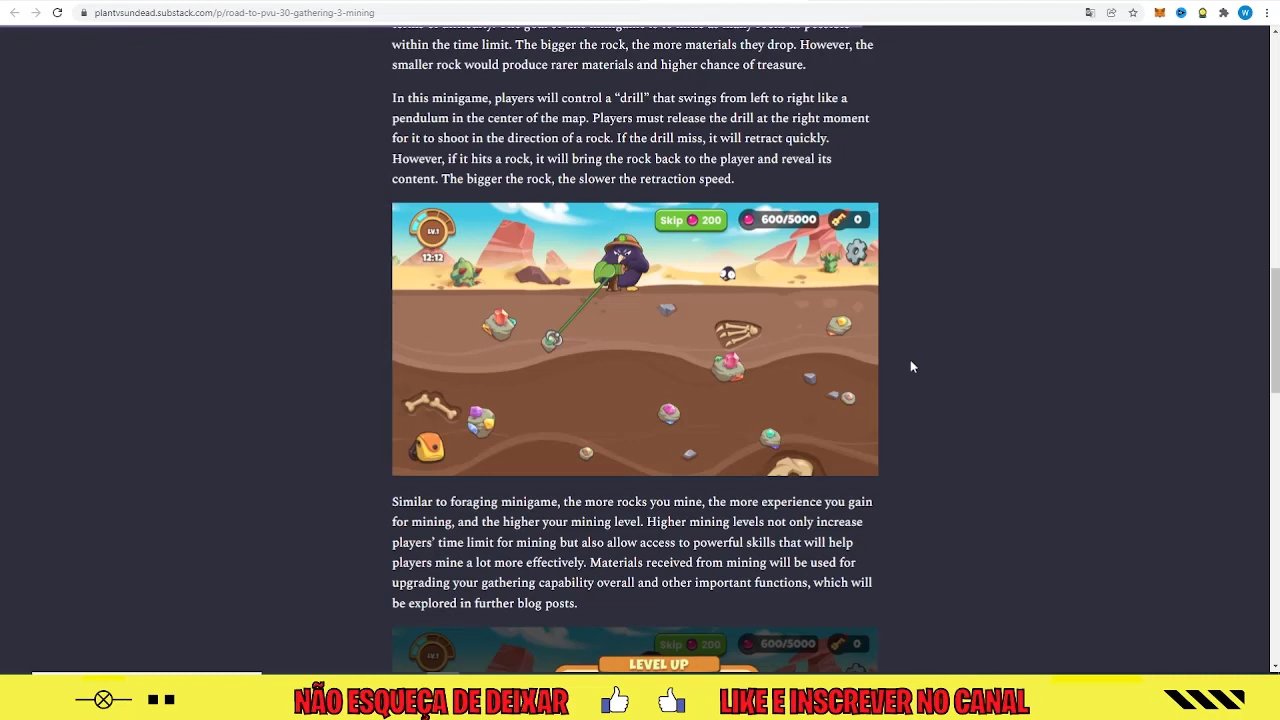 plantvsundead.substack.com/p/road-to-pvu-30-gathering-3-mining
W
within the time limit. The bigger the rock, the more materials they drop. However, the
smaller rock would produce rarer materials and higher chance of treasure.
In this minigame, players will control a “drill” that swings from left to right like a
pendulum in the center of the map. Players must release the drill at the right moment
for it to shoot in the direction of a rock. If the drill miss, it will retract quickly.
However, if it hits a rock, it will bring the rock back to the player and reveal its
content. The bigger the rock, the slower the retraction speed.
Skip 200 600/5000 0
LV.1
12:12
Similar to foraging minigame, the more rocks you mine, the more experience you gain
for mining, and the higher your mining level. Higher mining levels not only increase
players’ time limit for mining but also allow access to powerful skills that will help
players mine a lot more effectively. Materials received from mining will be used for
upgrading your gathering capability overall and other important functions, which will
be explored in further blog posts.
Skip 200 600/5000 0
LV.1
LEVEL UP
NÃO ESQUEÇA DE DEIXAR LIKE E INSCREVER NO CANAL